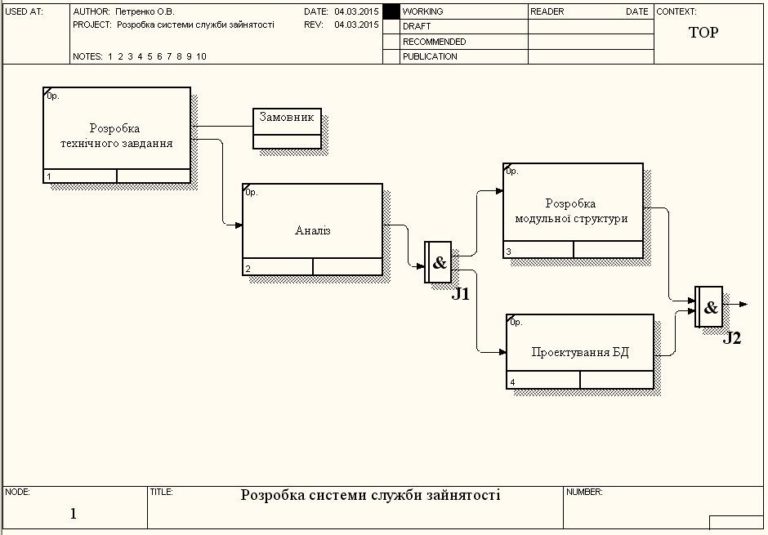 USED AT:
AUTHOR: Петренко О.В.
DATE: 04.03.2015
PROJECT: Розробка системи служби зайнятості
REV: 04.03.2015
NOTES: 1 2 3 4 5 6 7 8 9 10
WORKING
DRAFT
RECOMMENDED
PUBLICATION
READER DATE
CONTEXT:
TOP
0р.
Розробка
технічного завдання
1
Замовник
0р.
Аналіз
2
&
J1
0р.
Розробка
модульної структури
3
0р.
Проектування БД
4
&
J2
NODE:
1
TITLE:
Розробка системи служби зайнятості
NUMBER: